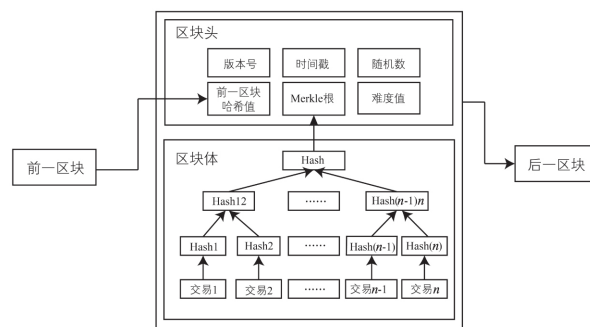 区块头
版本号
时间戳
随机数
前一区块
哈希值
Merkle根
难度值
前一区块
后一区块
区块体
Hash
Hash12
……
Hash(n-1)n
Hash1
Hash2
……
Hash(n-1)
Hash(n)
交易1
交易2
……
交易n-1
交易n